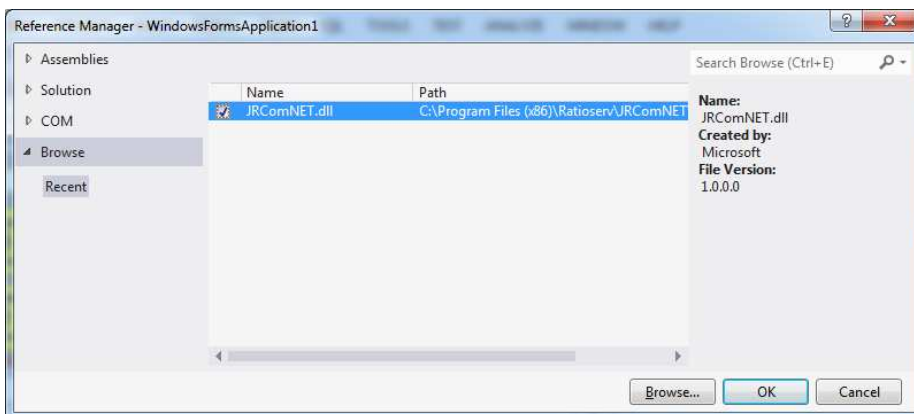 Reference Manager - WindowsFormsApplication1
Assemblies
Solution
COM
Browse
Recent
Name Path
JRComNET.dll C:\Program Files (x86)\Ratioserv\JRComNET
Search Browse (Ctrl+E)
Name:
JRComNET.dll
Created by:
Microsoft
File Version:
1.0.0.0
Browse... OK Cancel